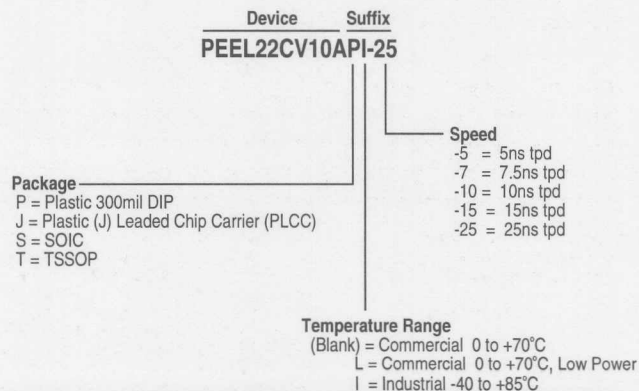 Device Suffix
PEEL22CV10API-25
Speed
-5 = 5ns tpd
-7 = 7.5ns tpd
-10 = 10ns tpd
-15 = 15ns tpd
-25 = 25ns tpd
Package
P = Plastic 300mil DIP
J = Plastic (J) Leaded Chip Carrier (PLCC)
S = SOIC
T = TSSOP
Temperature Range
(Blank) = Commercial 0 to +70°C
L = Commercial 0 to +70°C, Low Power
I = Industrial -40 to +85°C